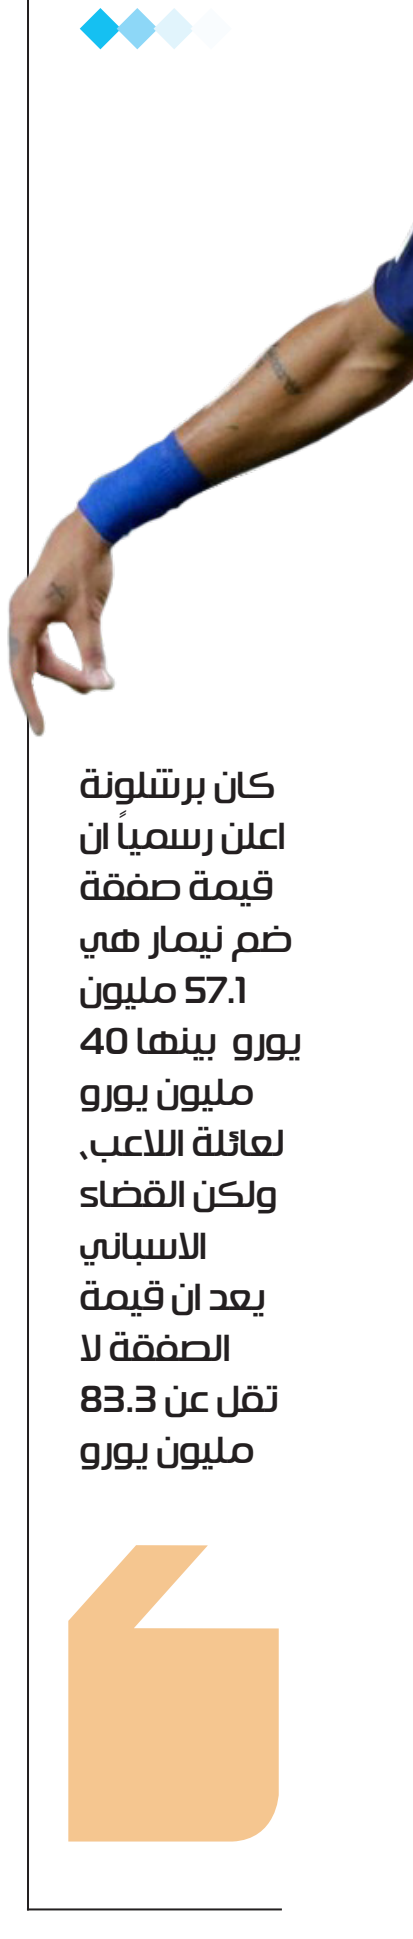 كان برشلونة
اعلن رسمياً ان
قيمة صفقة
ضم نيمار هي
57.1 مليون
يورو بينها 40
مليون يورو
لعائلة اللاعب،
ولكن القضاء
الاسباني
يعد ان قيمة
الصفقة لا
تقل عن 83.3
مليون يورو